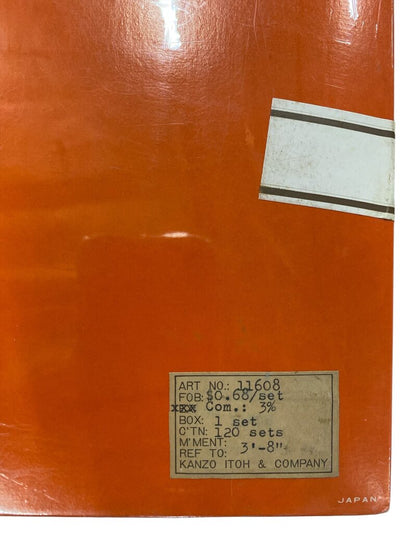 ART NO.: 11608
FOB: $0.68/set
xxx Com.: 3%
BOX: 1 set
C'TN: 120 sets
M'MENT: 3'-8"
REF TO:
KANZO ITOH & COMPANY
JAPAN